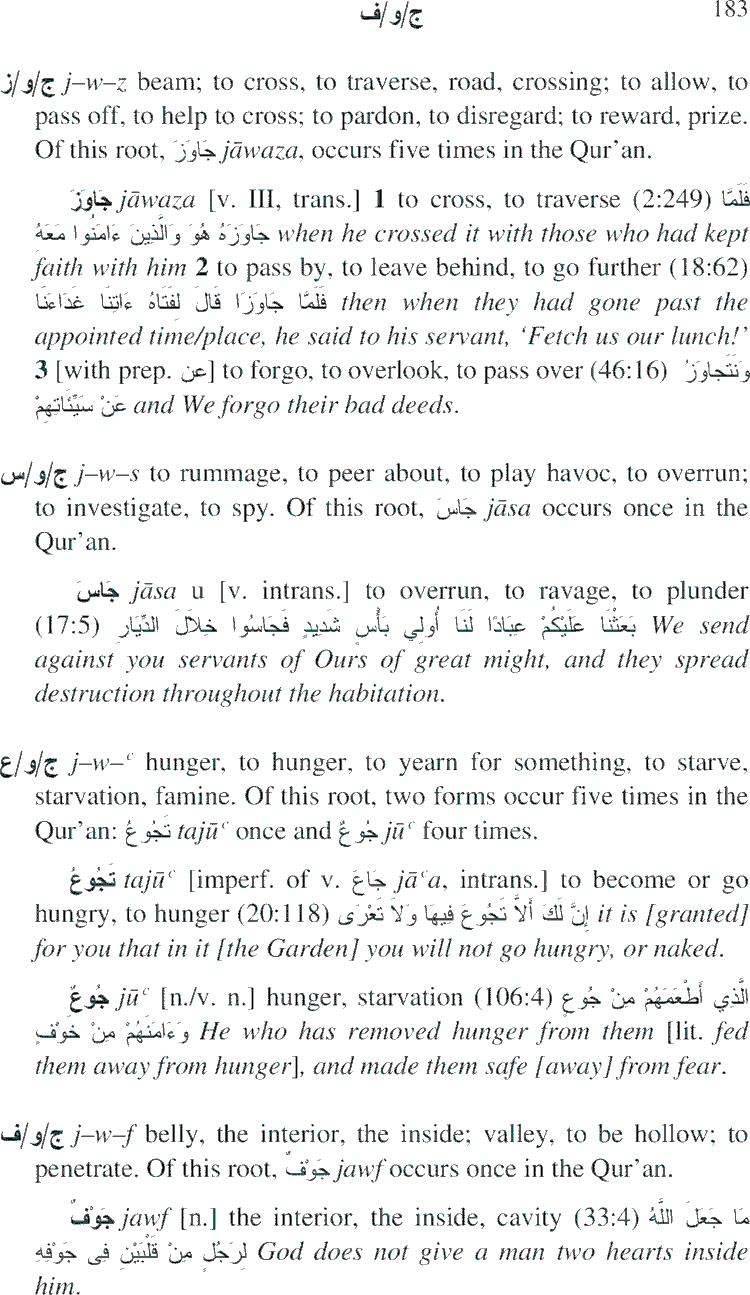 ج/و/ف 183
ج/و/ز j–w–z beam; to cross, to traverse, road, crossing; to allow, to
pass off, to help to cross; to pardon, to disregard; to reward, prize.
Of this root, جَاوَزَ jāwaza, occurs five times in the Qur’an.
جَاوَزَ jāwaza [v. III, trans.] 1 to cross, to traverse (2:249) فَلَمَّا
جَاوَزَهُ هُوَ وَالَّذِينَ ءَامَنُوا مَعَهُ when he crossed it with those who had kept
faith with him 2 to pass by, to leave behind, to go further (18:62)
فَلَمَّا جَاوَزَا قَالَ لِفَتَاهُ ءَاتِنَا غَدَاءَنَا then when they had gone past the
appointed time/place, he said to his servant, ‘Fetch us our lunch!’
3 [with prep. عن] to forgo, to overlook, to pass over (46:16) وَنَتَجاوَزُ
عَنْ سَيِّئَاتِهِمْ and We forgo their bad deeds.
ج/و/س j–w–s to rummage, to peer about, to play havoc, to overrun;
to investigate, to spy. Of this root, جَاسَ jāsa occurs once in the
Qur’an.
جَاسَ jāsa u [v. intrans.] to overrun, to ravage, to plunder
(17:5) بَعَثْنَا عَلَيْكُمْ عِبَادًا لَنَا أُولِي بَأْسٍ شَدِيدٍ فَجَاسُوا خِلاَلَ الدِّيَارِ We send
against you servants of Ours of great might, and they spread
destruction throughout the habitation.
ج/و/ع j–w–ʿ hunger, to hunger, to yearn for something, to starve,
starvation, famine. Of this root, two forms occur five times in the
Qur’an: تَجُوعُ tajūʿ once and جُوعٌ jūʿ four times.
تَجُوعُ tajūʿ [imperf. of v. جَاعَ jāʿa, intrans.] to become or go
hungry, to hunger (20:118) إِنَّ لَكَ أَلاَّ تَجُوعَ فِيهَا وَلاَ تَعْرَى it is [granted]
for you that in it [the Garden] you will not go hungry, or naked.
جُوعٌ jūʿ [n./v. n.] hunger, starvation (106:4) الَّذِي أَطْعَمَهُمْ مِنْ جُوعٍ
وَءَامَنَهُمْ مِنْ خَوْفٍ He who has removed hunger from them [lit. fed
them away from hunger], and made them safe [away] from fear.
ج/و/ف j–w–f belly, the interior, the inside; valley, to be hollow; to
penetrate. Of this root, جَوْفٌ jawf occurs once in the Qur’an.
جَوْفٌ jawf [n.] the interior, the inside, cavity (33:4) مَا جَعَلَ اللَّهُ
لِرَجُلٍ مِنْ قَلْبَيْنِ فِى جَوْفِهِ God does not give a man two hearts inside
him.